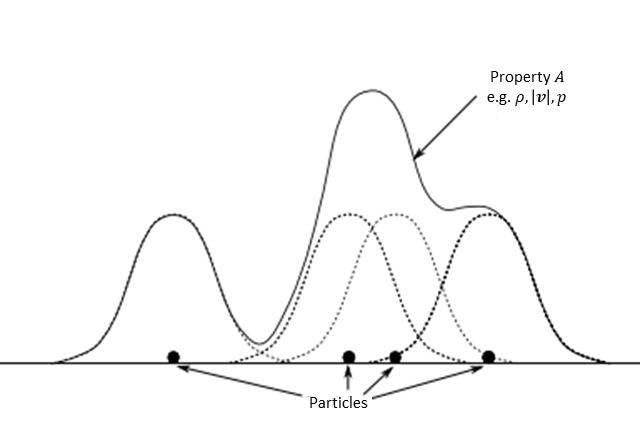 Property A
e.g. ρ, |v|, p
Particles